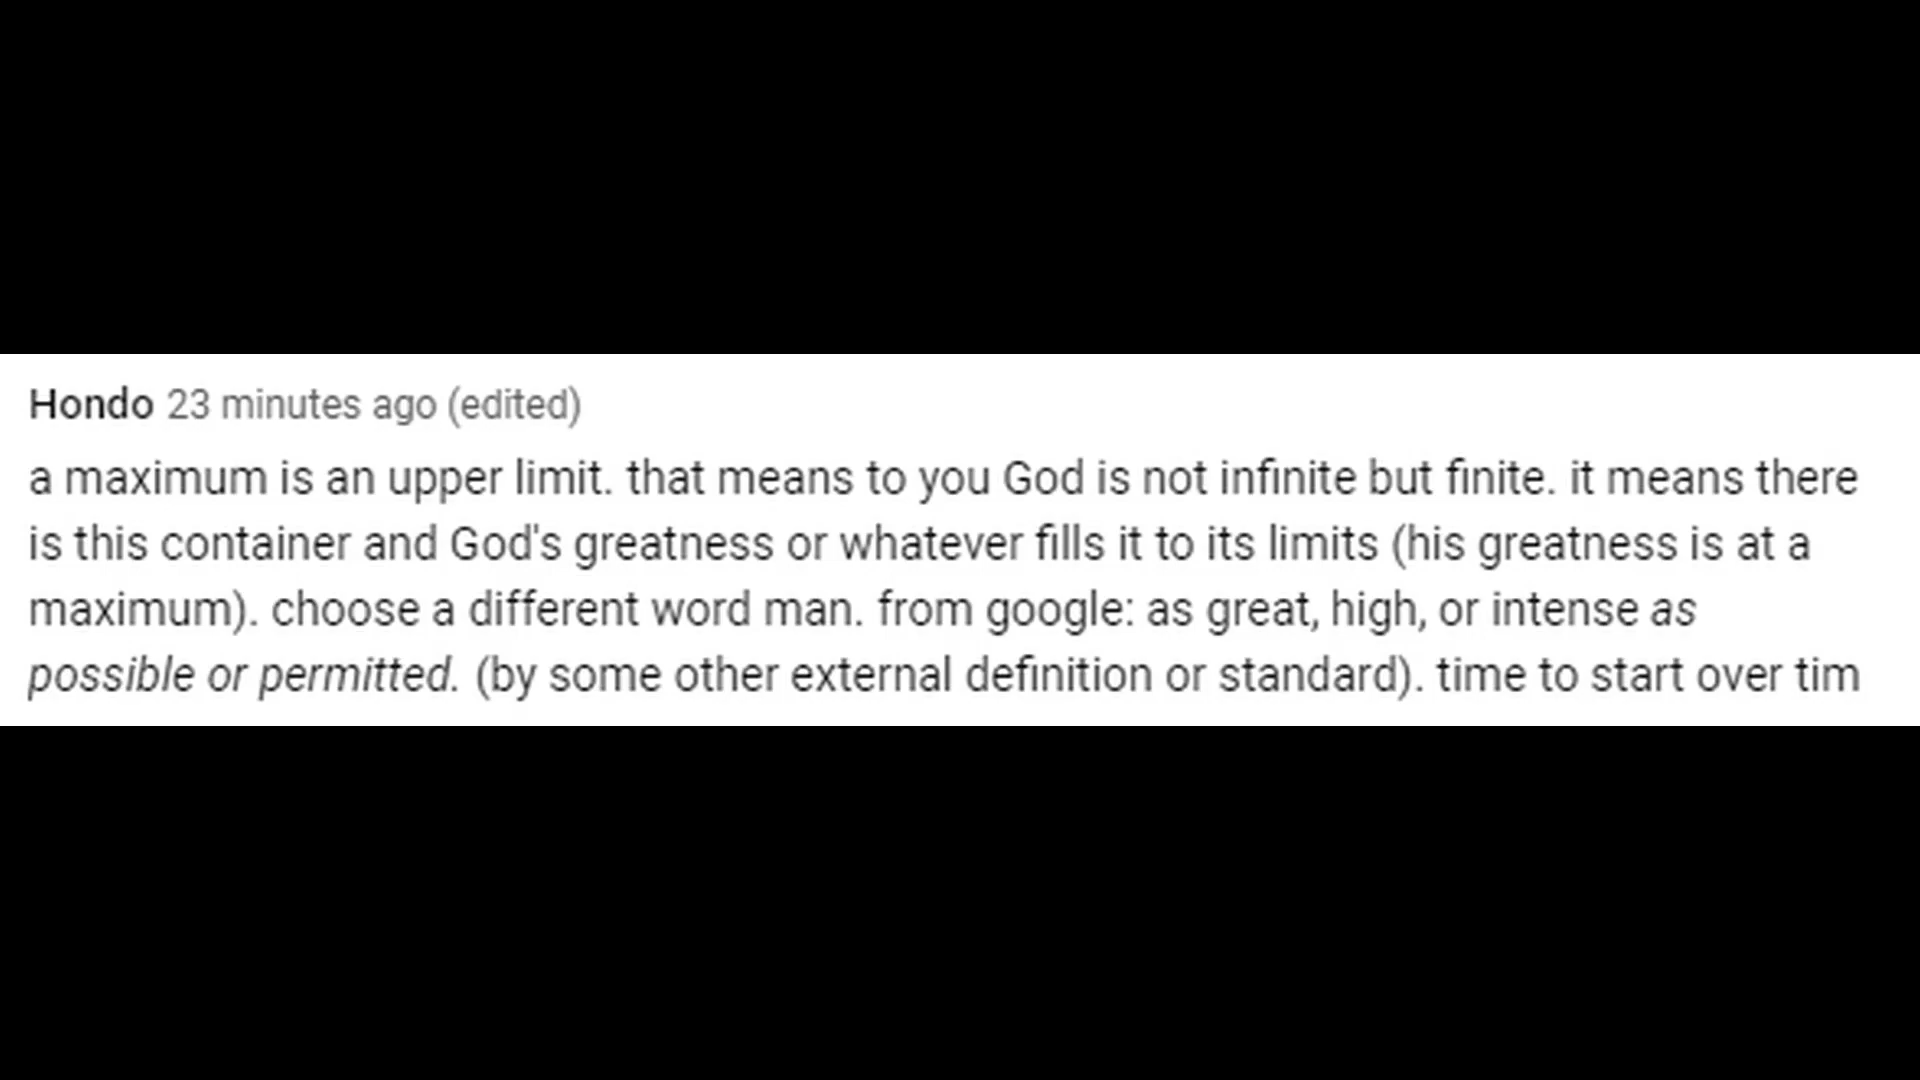 Hondo 23 minutes ago (edited)
a maximum is an upper limit. that means to you God is not infinite but finite. it means there
is this container and God's greatness or whatever fills it to its limits (his greatness is at a
maximum). choose a different word man. from google: as great, high, or intense as
possible or permitted. (by some other external definition or standard). time to start over tim